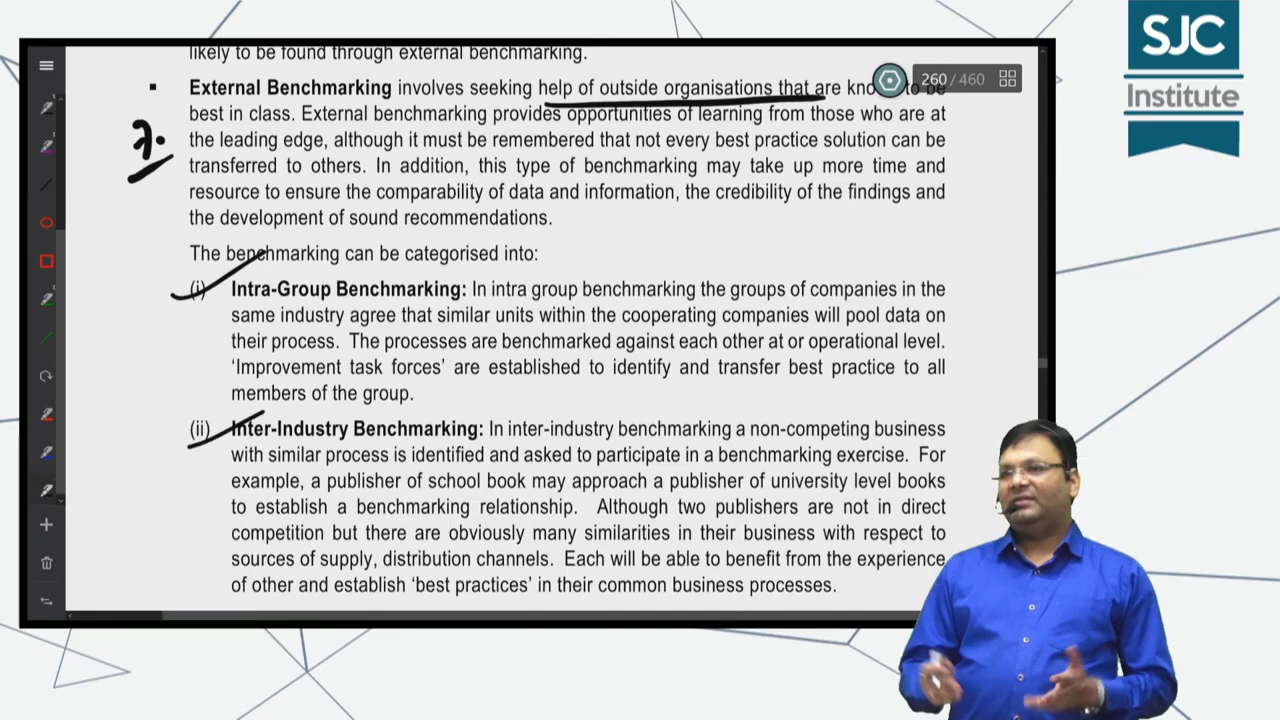 likely to be found through external benchmarking.
SJC
Institute
260 / 460
▪ External Benchmarking involves seeking help of outside organisations that are to be
7.
best in class. External benchmarking provides opportunities of learning from those who are at
the leading edge, although it must be remembered that not every best practice solution can be
transferred to others. In addition, this type of benchmarking may take up more time and
resource to ensure the comparability of data and information, the credibility of the findings and
the development of sound recommendations.
The benchmarking can be categorised into:
(i) Intra-Group Benchmarking: In intra group benchmarking the groups of companies in the
same industry agree that similar units within the cooperating companies will pool data on
their process. The processes are benchmarked against each other at or operational level.
‘Improvement task forces’ are established to identify and transfer best practice to all
members of the group.
(ii) Inter-Industry Benchmarking: In inter-industry benchmarking a non-competing business
with similar process is identified and asked to participate in a benchmarking exercise. For
example, a publisher of school book may approach a publisher of university level books
to establish a benchmarking relationship. Although two publishers are not in direct
competition but there are obviously many similarities in their business with respect to
sources of supply, distribution channels. Each will be able to benefit from the experience
of other and establish ‘best practices’ in their common business processes.